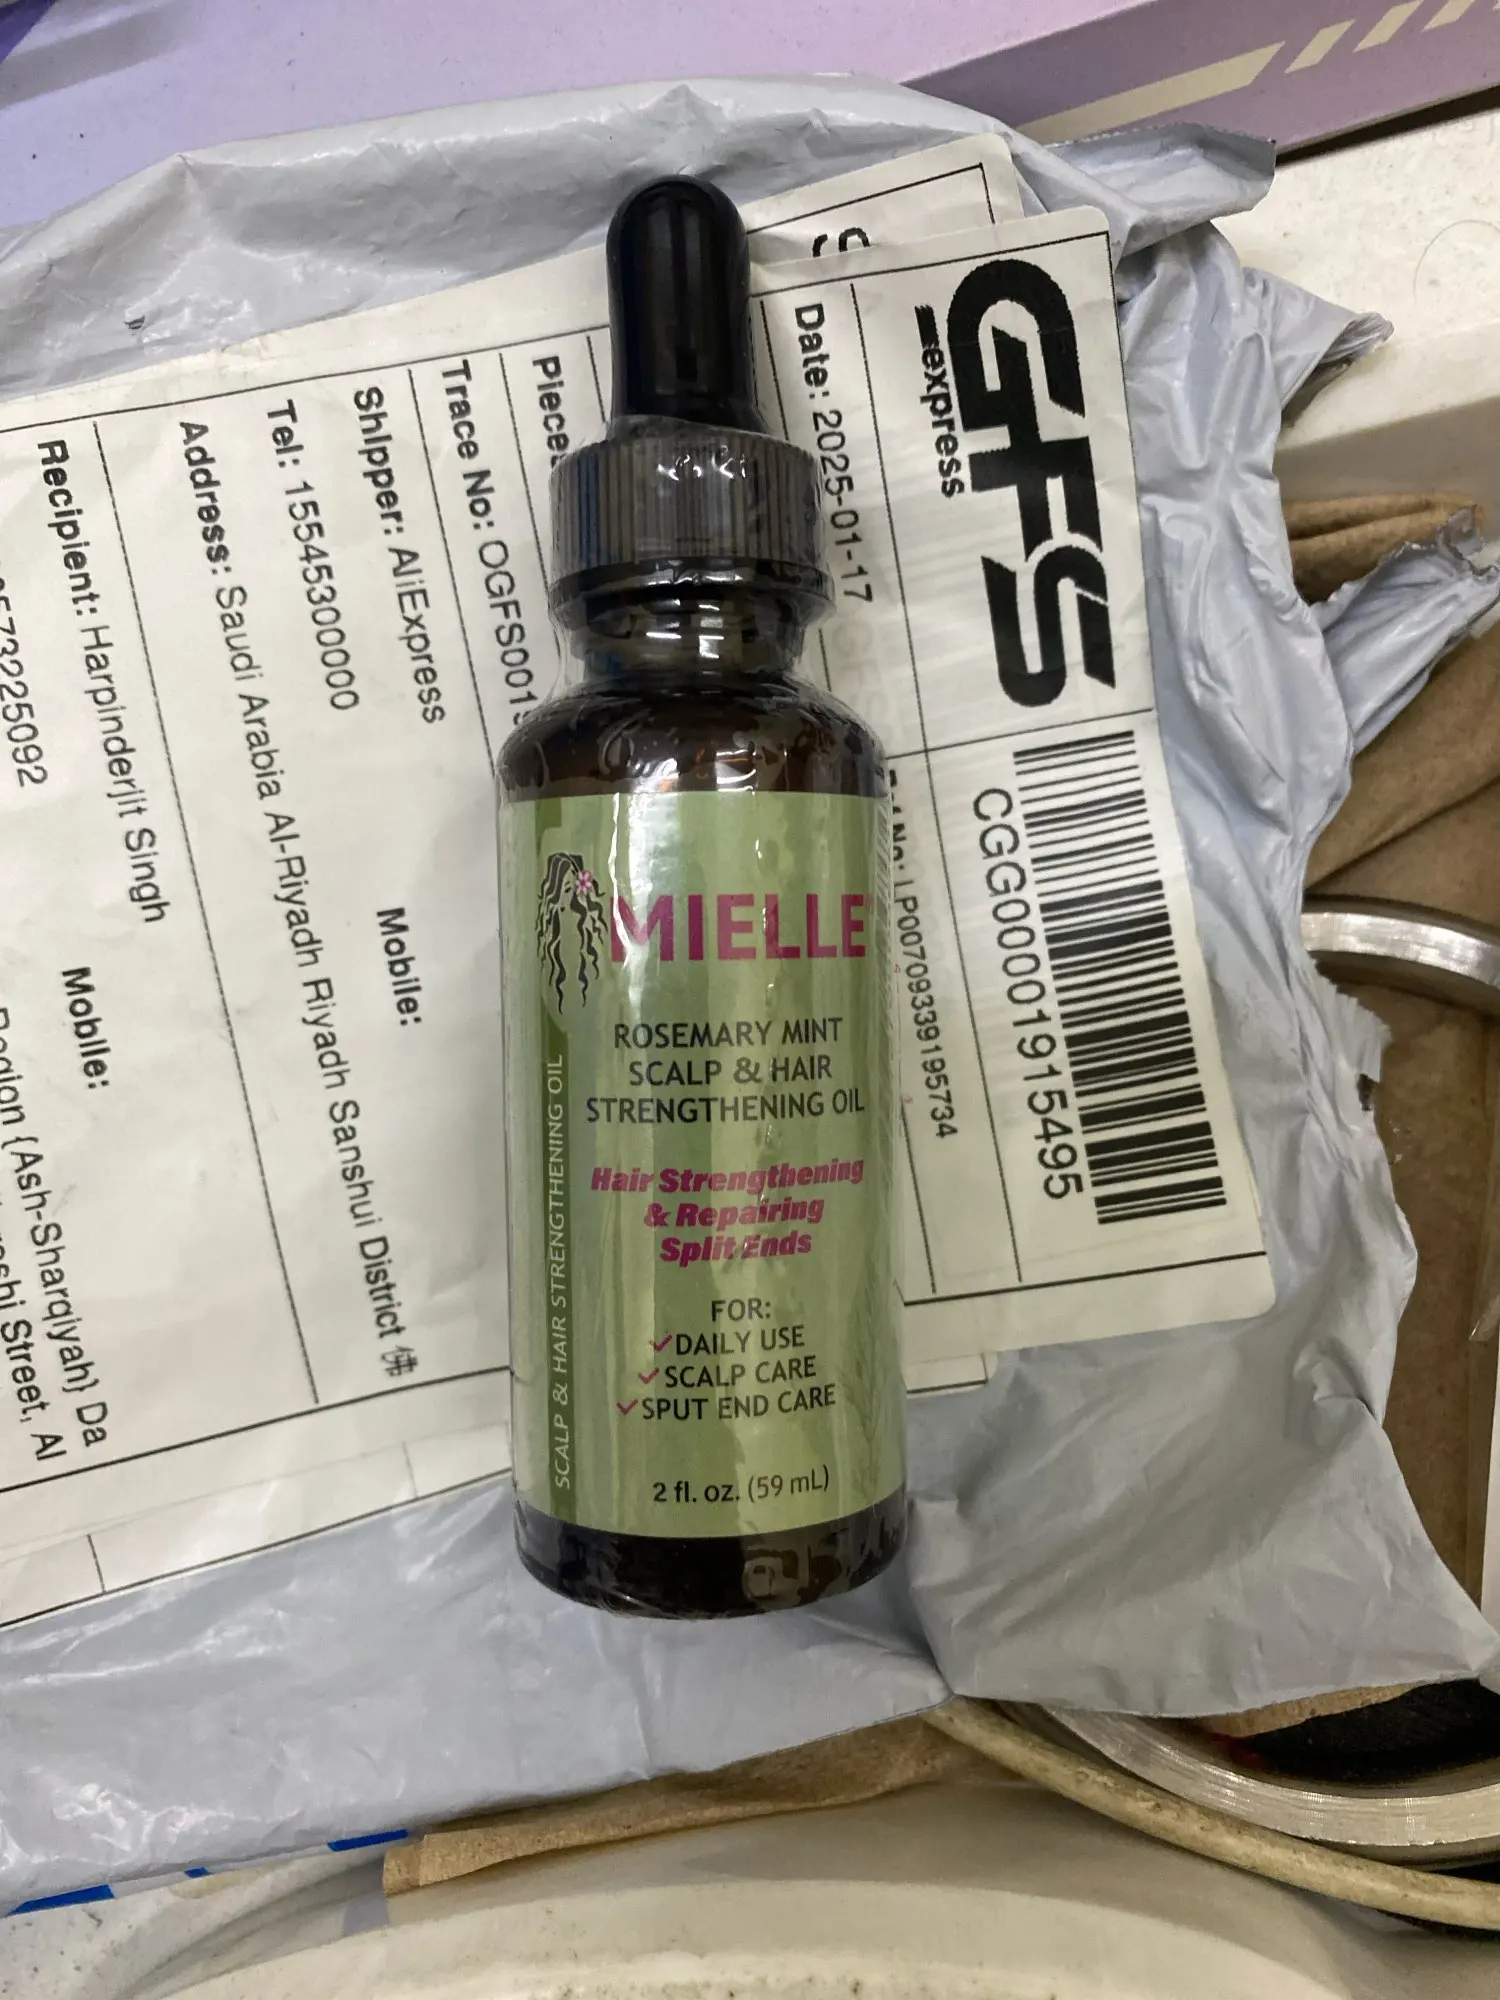 GFS
express
CGG00001915495
Date: 2025-01-17
LP00709339195734
Piece
Trace No: OGFS001
ShIpper: AliExpress
Mobile:
Tel: 15545300000
Address: Saudi Arabia Al-Riyadh Riyadh Sanshui District 佛
Recipient: Harpinderjit Singh
Mobile:
573225092
Region (Ash-Sharqiyah) Da
Street, Al
MIELLE
ROSEMARY MINT
SCALP & HAIR
STRENGTHENING OIL
Hair Strengthening
& Repairing
Split Ends
FOR:
✓DAILY USE
✓SCALP CARE
✓SPUT END CARE
2 fl. oz. (59 mL)
SCALP & HAIR STRENGTHENING OIL